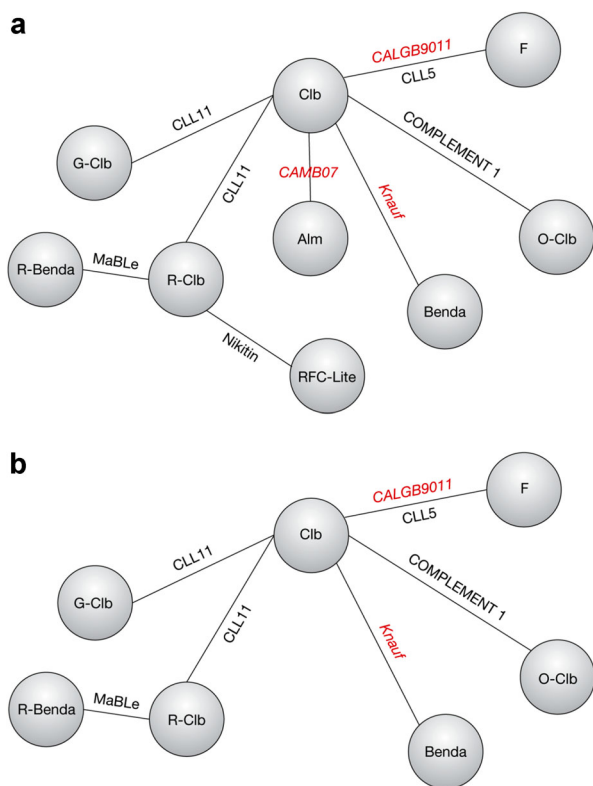 a
CALGB9011
F
CLL5
Clb
CLL11
COMPLEMENT 1
G-Clb
CLL11
CAMB07
Knauf
Alm
O-Clb
R-Benda
MaBLe
R-Clb
Benda
Nikitin
RFC-Lite
b
CALGB9011
F
CLL5
Clb
CLL11
COMPLEMENT 1
G-Clb
CLL11
Knauf
O-Clb
R-Benda
MaBLe
R-Clb
Benda